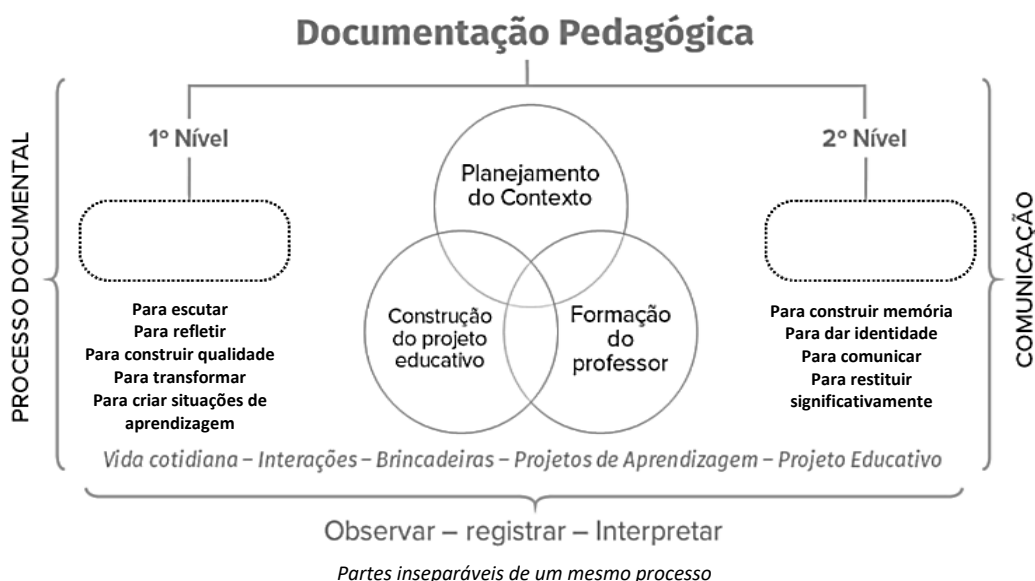 Documentação Pedagógica
1º Nível
2º Nível
PROCESSO DOCUMENTAL
Planejamento
do Contexto
Construção
do projeto
educativo
Formação
do
professor
Para escutar
Para refletir
Para construir qualidade
Para transformar
Para criar situações de
aprendizagem
Para construir memória
Para dar identidade
Para comunicar
Para restituir
significativamente
COMUNICAÇÃO
Vida cotidiana – Interações – Brincadeiras – Projetos de Aprendizagem – Projeto Educativo
Observar – registrar – Interpretar
Partes inseparáveis de um mesmo processo